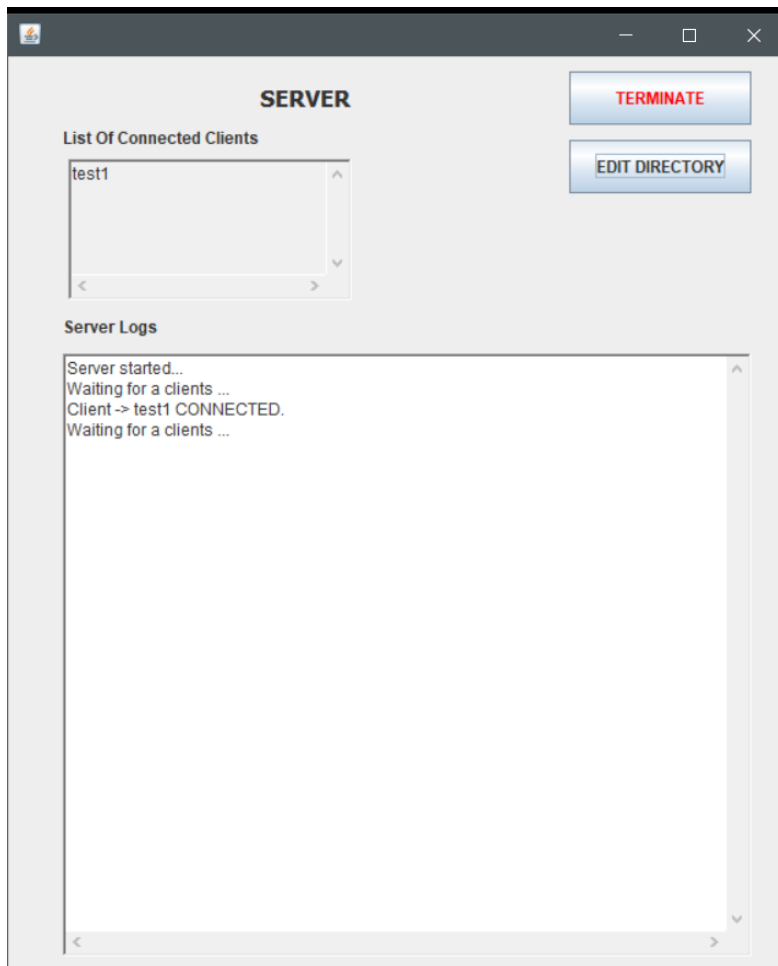 SERVER
TERMINATE
List Of Connected Clients
EDIT DIRECTORY
test1
Server Logs
Server started...
Waiting for a clients ...
Client -> test1 CONNECTED.
Waiting for a clients ...